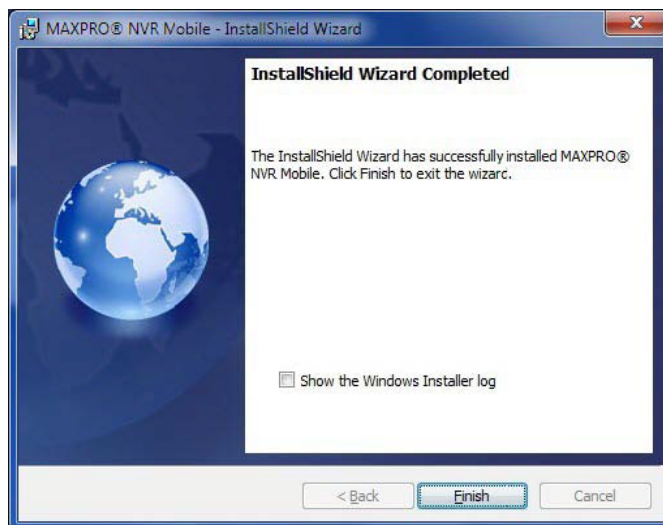 MAXPRO® NVR Mobile - InstallShield Wizard
InstallShield Wizard Completed
The InstallShield Wizard has successfully installed MAXPRO®
NVR Mobile. Click Finish to exit the wizard.
Show the Windows Installer log
< Back
Finish
Cancel